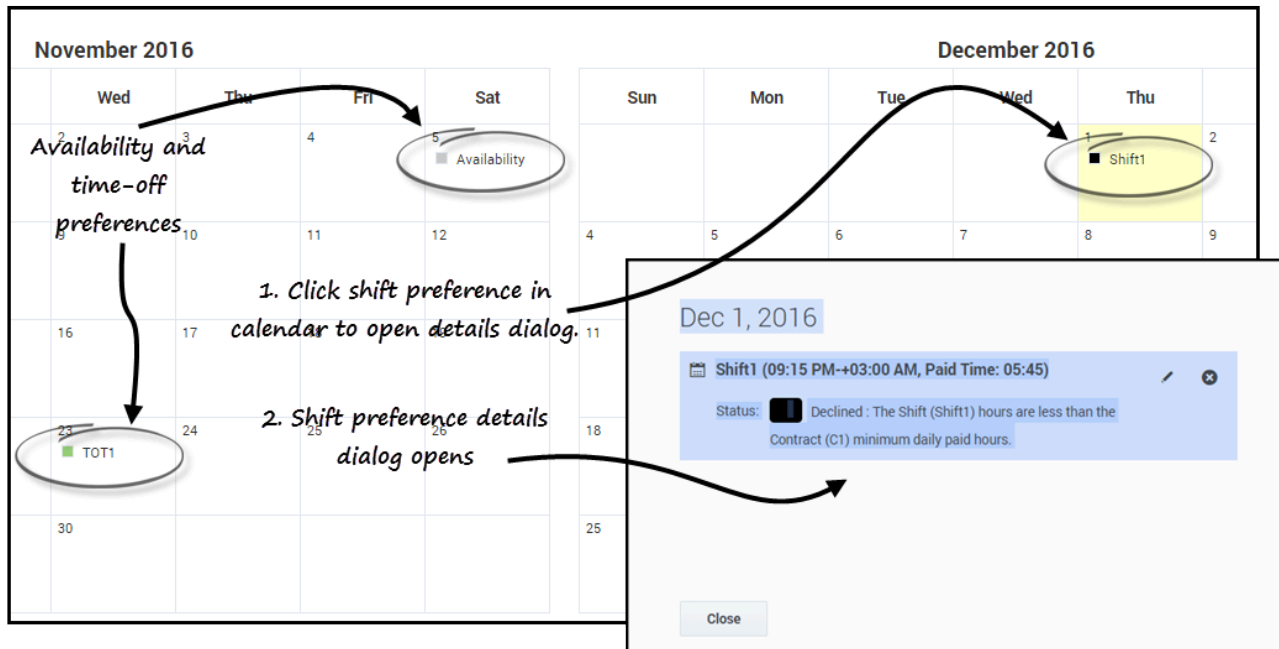 November 2016
December 2016
Wed Thu Fri Sat
Sun Mon Tue Wed Thu
2 3 4 5
1 2
Availability
Shift1
Availability and
time-off
preferences
9 10 11 12
4 5 6 7 8 9
1. Click shift preference in
calendar to open details dialog.
16 17 18 19
11
2. Shift preference details
dialog opens
23 24 25 26
18
TOT1
30
25
Dec 1, 2016
Shift1 (09:15 PM-+03:00 AM, Paid Time: 05:45)
Status: Declined : The Shift (Shift1) hours are less than the
Contract (C1) minimum daily paid hours.
Close